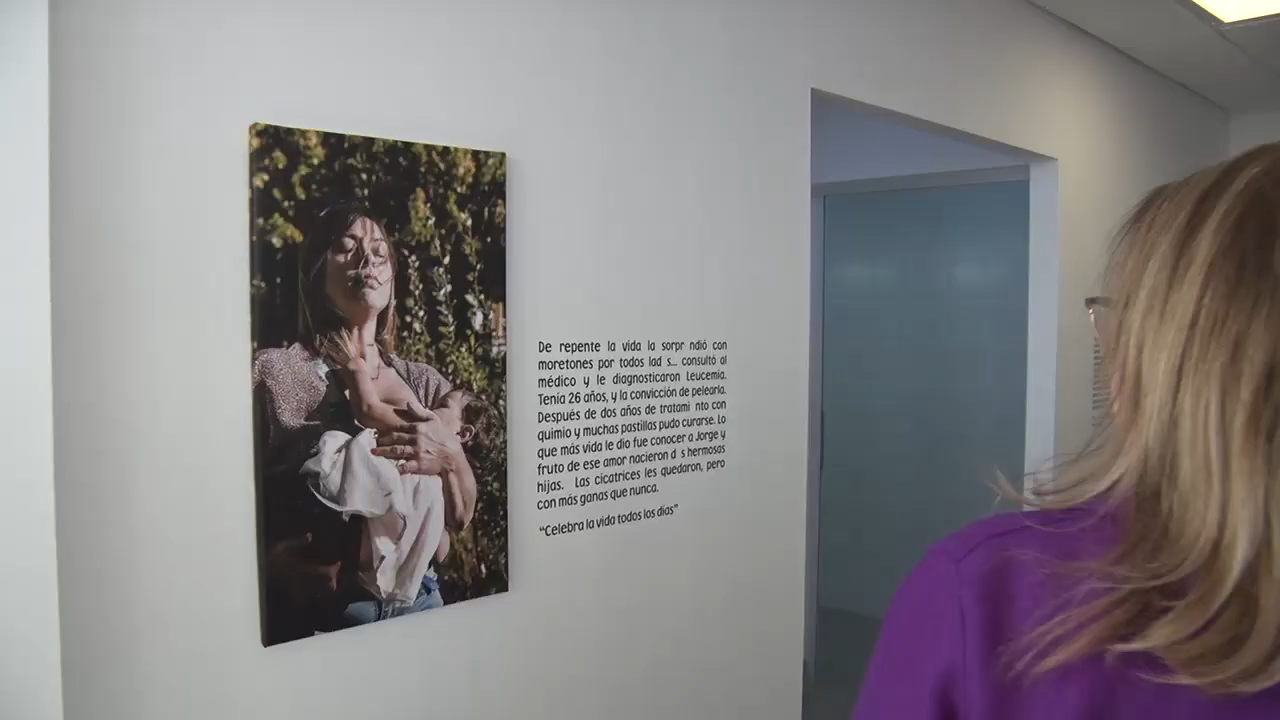 De repente la vida la sorpr ndió con
moretones por todos lad s... consultó al
médico y le diagnosticaron Leucemia.
Tenía 26 años, y la convicción de pelearla.
Después de dos años de tratami nto con
quimio y muchas pastillas pudo curarse. Lo
que más vida le dio fue conocer a Jorge y
fruto de ese amor nacieron d s hermosas
hijas. Las cicatrices les quedaron, pero
con más ganas que nunca.
“Celebra la vida todos los días”